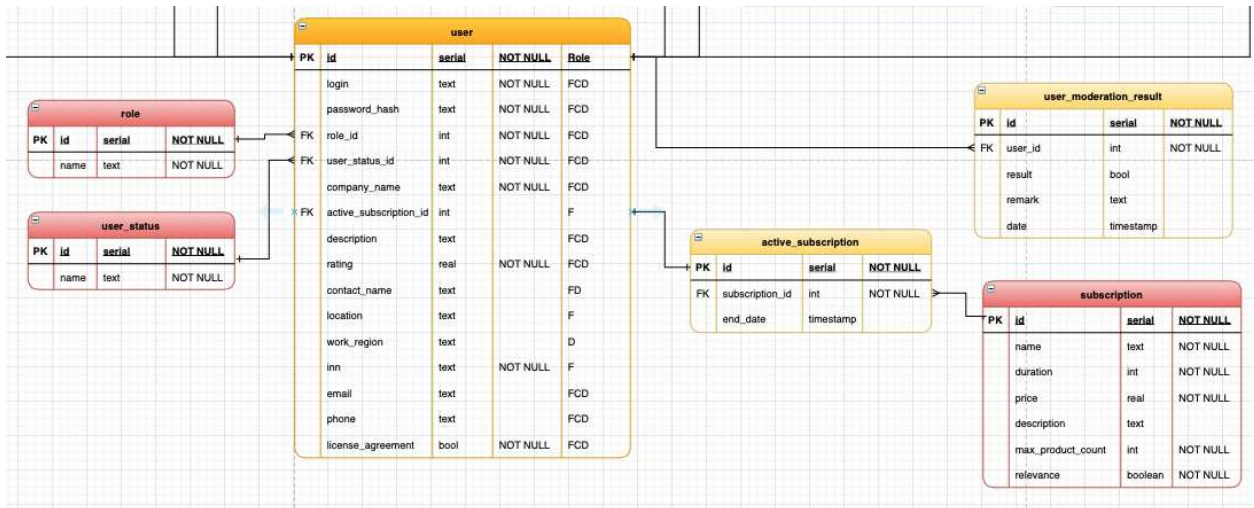 user
PK id serial NOT NULL Role
login text NOT NULL FCD
password_hash text NOT NULL FCD
FK role_id int NOT NULL FCD
FK user_status_id int NOT NULL FCD
company_name text NOT NULL FCD
FK active_subscription_id int F
description text FCD
rating real NOT NULL FCD
contact_name text FD
location text F
work_region text D
inn text NOT NULL F
email text FCD
phone text FCD
license_agreement bool NOT NULL FCD
role
PK id serial NOT NULL
name text NOT NULL
user_status
PK id serial NOT NULL
name text NOT NULL
user_moderation_result
PK id serial NOT NULL
FK user_id int NOT NULL
result bool
remark text
date timestamp
active_subscription
PK id serial NOT NULL
FK subscription_id int NOT NULL
end_date timestamp
subscription
PK id serial NOT NULL
name text NOT NULL
duration int NOT NULL
price real NOT NULL
description text
max_product_count int NOT NULL
relevance boolean NOT NULL